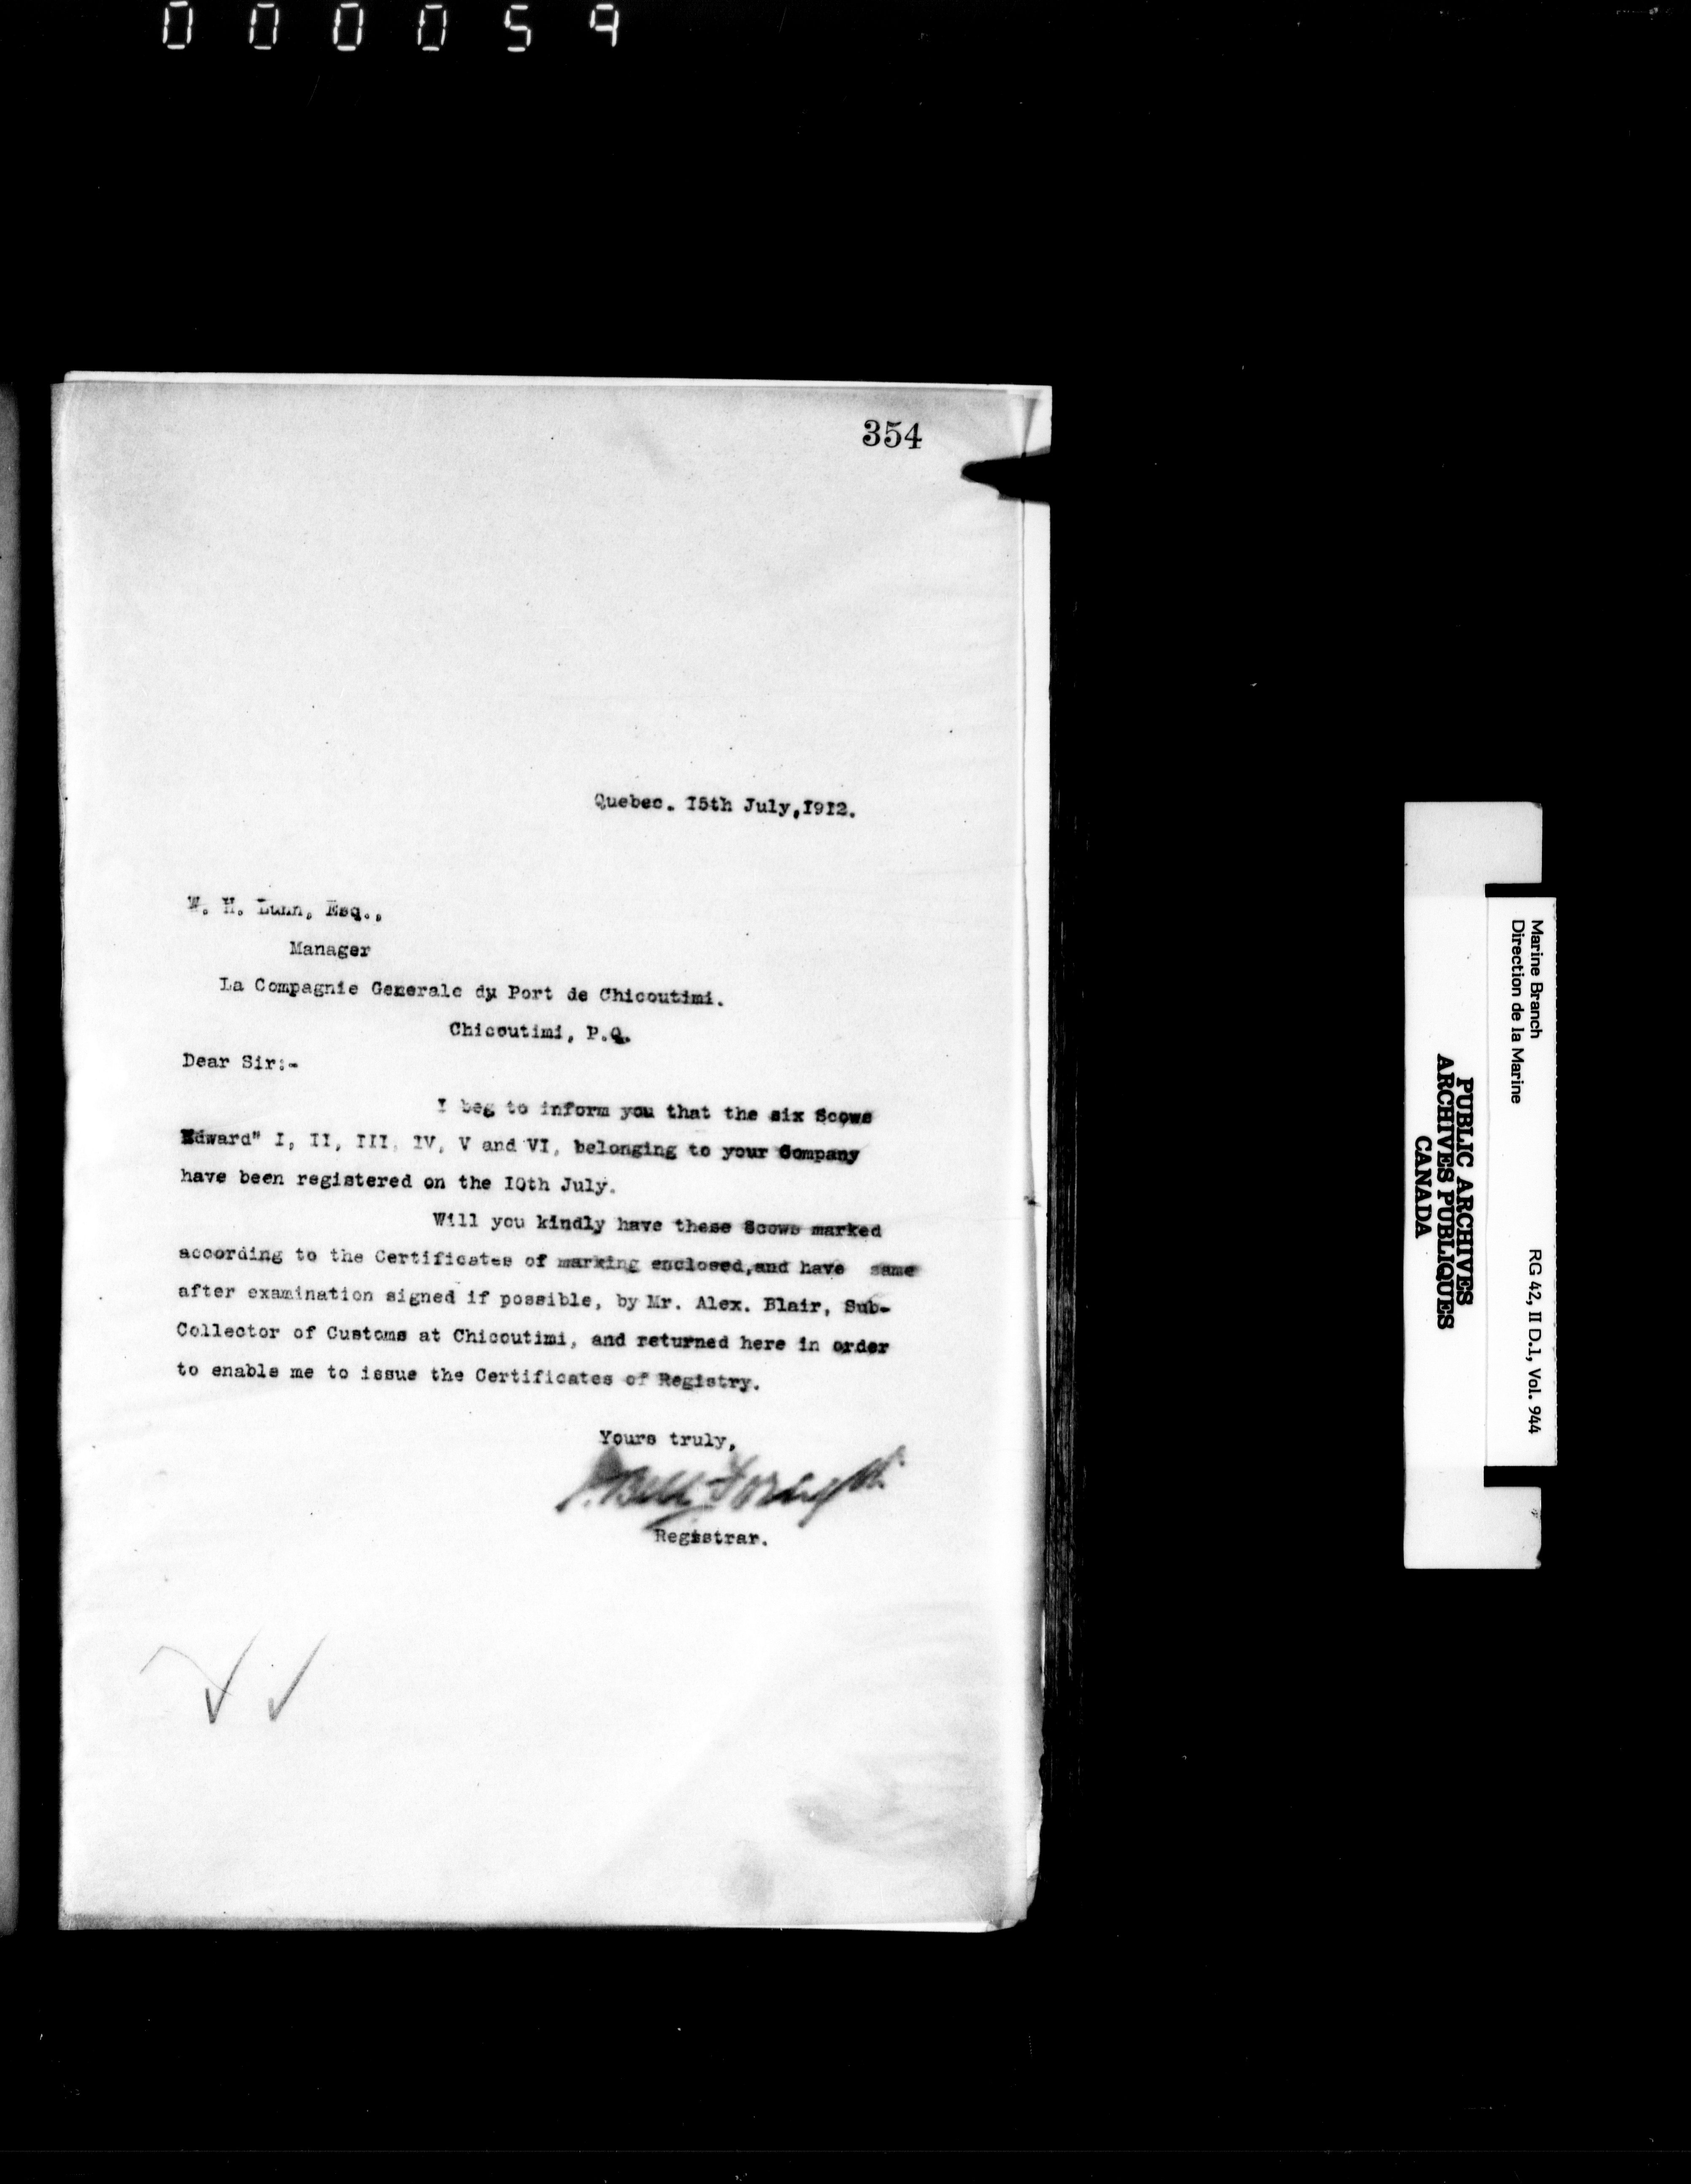 000059
354
Quebec. I5th July,I9I2.
W. H. Lunn, Esq.,
Manager
La Compagnie Generale du Port de Chicoutimi.
Chicoutimi, P.Q.
Dear Sir:-
I beg to inform you that the six Scows
Edward" I, II, III, IV, V and VI, belonging to your Company
have been registered on the I0th July.
Will you kindly have these Scows marked
according to the Certificates of marking enclosed,and have same
after examination signed if possible, by Mr. Alex. Blair, Sub-
Collector of Customs at Chicoutimi, and returned here in order
to enable me to issue the Certificates of Registry.
Yours truly,
J. Bell Forsyth
Registrar.
Marine Branch
Direction de la Marine
RG 42, II D.1, Vol. 944
PUBLIC ARCHIVES
ARCHIVES PUBLIQUES
CANADA